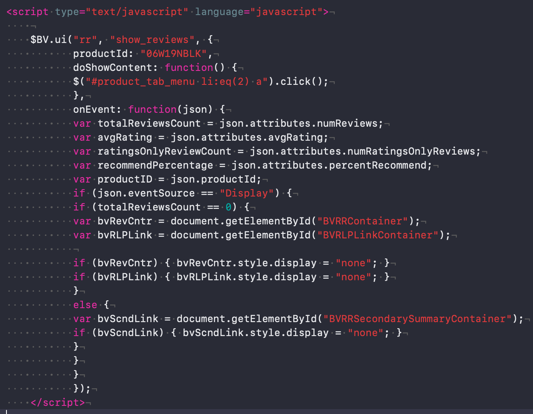 <script type="text/javascript" language="javascript">
$BV.ui("rr", "show_reviews", {
productId: "06W19NBLK",
doShowContent: function() {
$("#product_tab_menu li:eq(2) a").click();
},
onEvent: function(json) {
var totalReviewsCount = json.attributes.numReviews;
var avgRating = json.attributes.avgRating;
var ratingsOnlyReviewCount = json.attributes.numRatingsOnlyReviews;
var recommendPercentage = json.attributes.percentRecommend;
var productID = json.productId;
if (json.eventSource == "Display") {
if (totalReviewsCount == 0) {
var bvRevCntr = document.getElementById("BVRRContainer");
var bvRLPLink = document.getElementById("BVRLPLinkContainer");
if (bvRevCntr) { bvRevCntr.style.display = "none"; }
if (bvRLPLink) { bvRLPLink.style.display = "none"; }
}
else {
var bvScndLink = document.getElementById("BVRRSecondarySummaryContainer");
if (bvScndLink) { bvScndLink.style.display = "none"; }
}
}
}
});
</script>